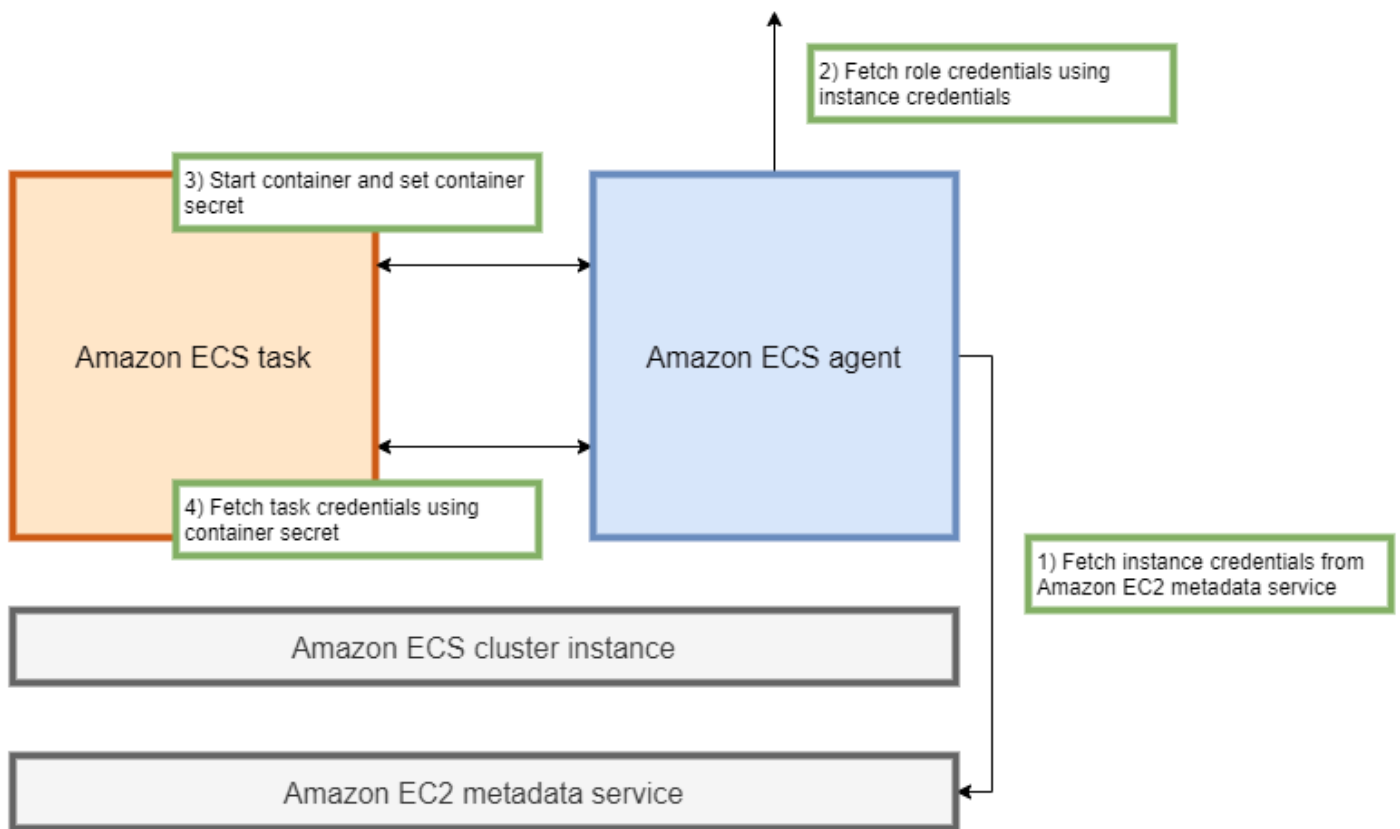 2) Fetch role credentials using
instance credentials
3) Start container and set container
secret
Amazon ECS task
Amazon ECS agent
4) Fetch task credentials using
container secret
1) Fetch instance credentials from
Amazon EC2 metadata service
Amazon ECS cluster instance
Amazon EC2 metadata service